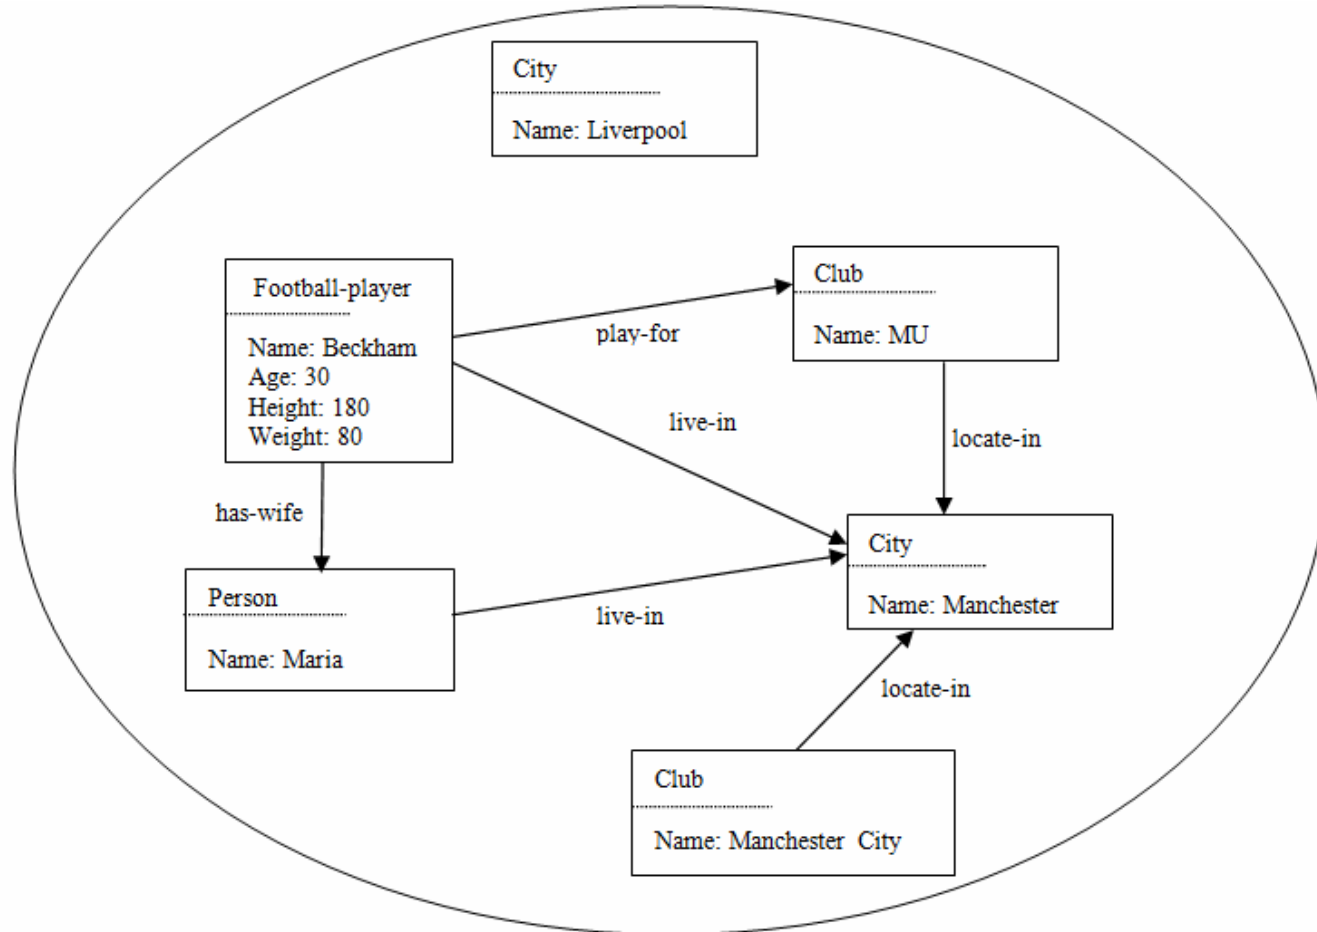 City
Name: Liverpool
Football-player
Name: Beckham
Age: 30
Height: 180
Weight: 80
play-for
Club
Name: MU
live-in
locate-in
has-wife
Person
Name: Maria
live-in
City
Name: Manchester
locate-in
Club
Name: Manchester City